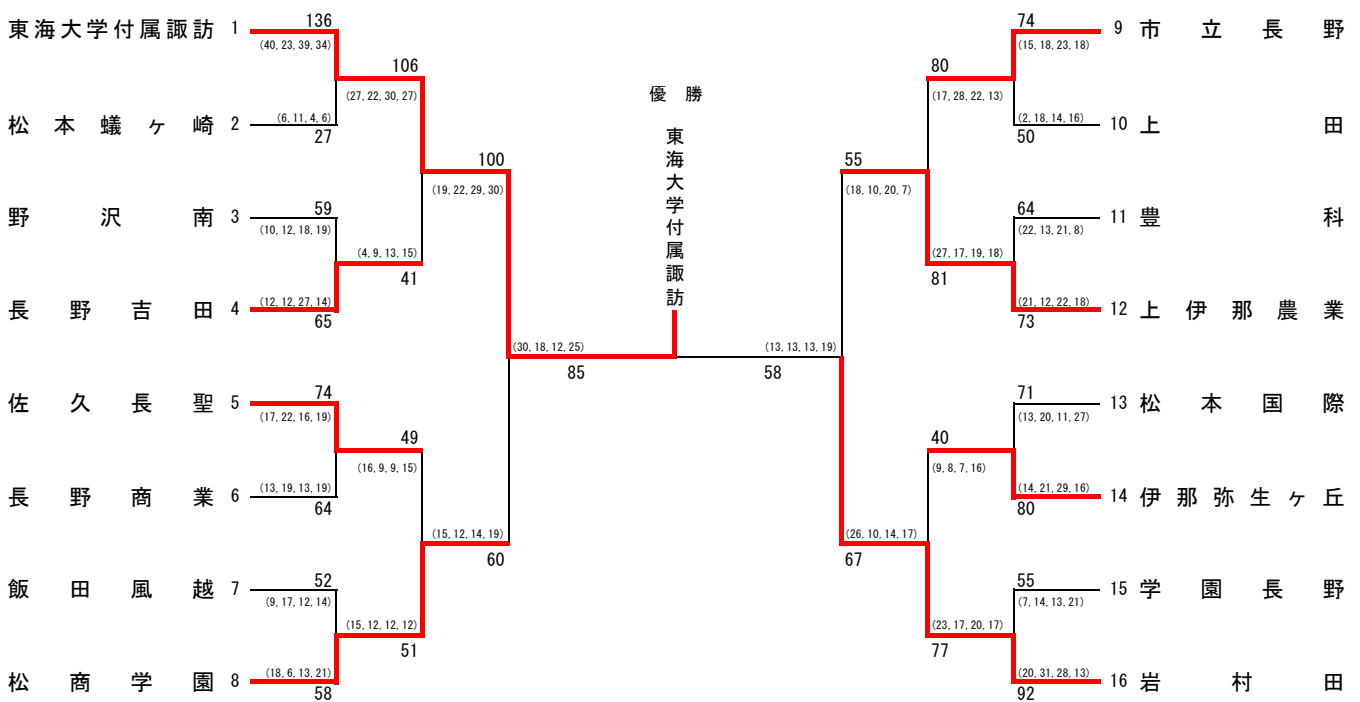 東海大学付属諏訪 1
136
(40, 23, 39, 34)
松本蟻ヶ崎 2
(6, 11, 4, 6)
27
野沢南 3
59
(10, 12, 18, 19)
長野吉田 4
(12, 12, 27, 14)
65
佐久長聖 5
74
(17, 22, 16, 19)
長野商業 6
(13, 19, 13, 19)
64
飯田風越 7
52
(9, 17, 12, 14)
松商学園 8
(18, 6, 13, 21)
58
106
(27, 22, 30, 27)
(4, 9, 13, 15)
41
49
(16, 9, 9, 15)
(15, 12, 12, 12)
51
100
(19, 22, 29, 30)
(15, 12, 14, 19)
60
優勝
東海大学付属諏訪
(30, 18, 12, 25)
85
(13, 13, 13, 19)
58
55
(18, 10, 20, 7)
(26, 10, 14, 17)
67
80
(17, 28, 22, 13)
(27, 17, 19, 18)
81
40
(9, 8, 7, 16)
(23, 17, 20, 17)
77
74
(15, 18, 23, 18)
9 市立長野
(2, 18, 14, 16)
50
10 上田
64
(22, 13, 21, 8)
11 豊科
(21, 12, 22, 18)
73
12 上伊那農業
71
(13, 20, 11, 27)
13 松本国際
(14, 21, 29, 16)
80
14 伊那弥生ヶ丘
55
(7, 14, 13, 21)
15 学園長野
(20, 31, 28, 13)
92
16 岩村田